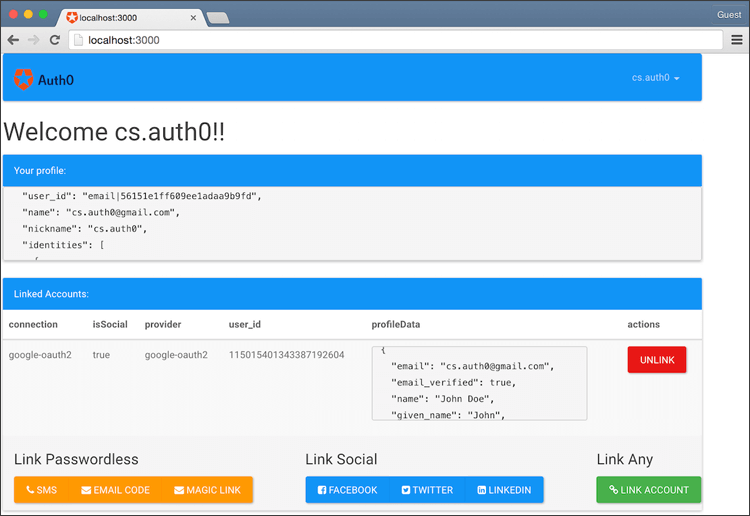 localhost:3000
Guest
localhost:3000
Auth0
cs.auth0
Welcome cs.auth0!!
Your profile:
"user_id": "email|56151e1ff609ee1adaa9b9fd",
"name": "cs.auth0@gmail.com",
"nickname": "cs.auth0",
"identities": [
{
Linked Accounts:
connection isSocial provider user_id profileData actions
google-oauth2 true google-oauth2 115015401343387192604 UNLINK
{
"email": "cs.auth0@gmail.com",
"email_verified": true,
"name": "John Doe",
"given_name": "John",
Link Passwordless Link Social Link Any
SMS EMAIL CODE MAGIC LINK FACEBOOK TWITTER LINKEDIN LINK ACCOUNT